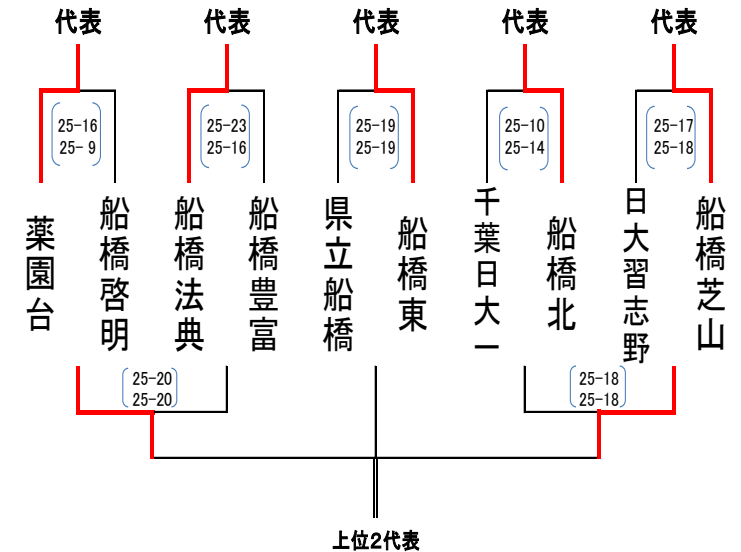 代表 代表 代表 代表 代表
25-16 25-23 25-19 25-10 25-17
25- 9 25-16 25-19 25-14 25-18
薬園台
船橋啓明
船橋法典
船橋豊富
県立船橋
船橋東
千葉日大一
船橋北
日大習志野
船橋芝山
25-20 25-18
25-20 25-18
上位2代表